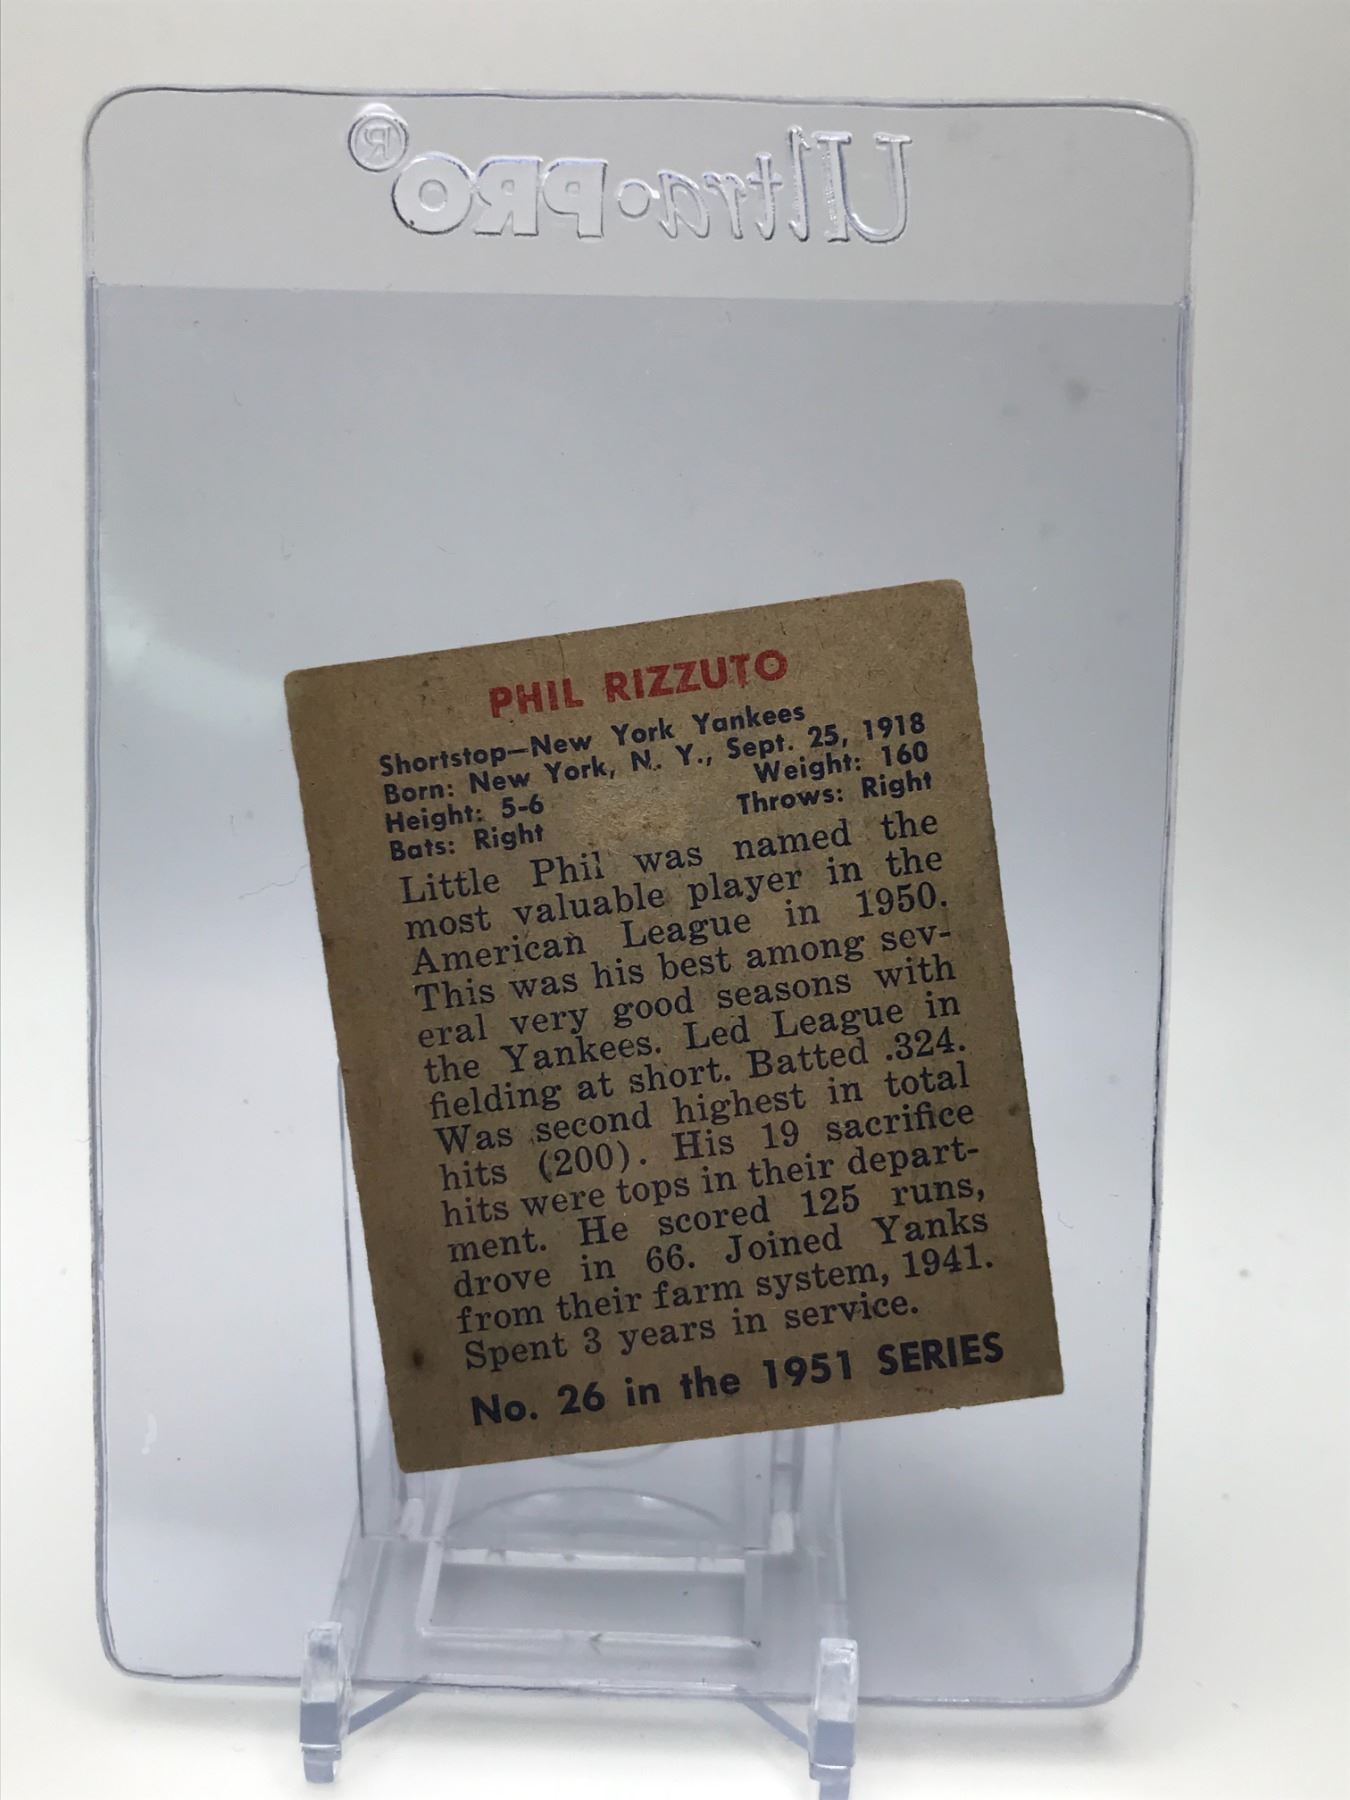 Ultra•PRO®
PHIL RIZZUTO
Shortstop—New York Yankees
Born: New York, N. Y., Sept. 25, 1918
Height: 5-6 Weight: 160
Bats: Right Throws: Right
Little Phil was named the
most valuable player in the
American League in 1950.
This was his best among sev-
eral very good seasons with
the Yankees. Led League in
fielding at short. Batted .324.
Was second highest in total
hits (200). His 19 sacrifice
hits were tops in their depart-
ment. He scored 125 runs,
drove in 66. Joined Yanks
from their farm system, 1941.
Spent 3 years in service.
No. 26 in the 1951 SERIES